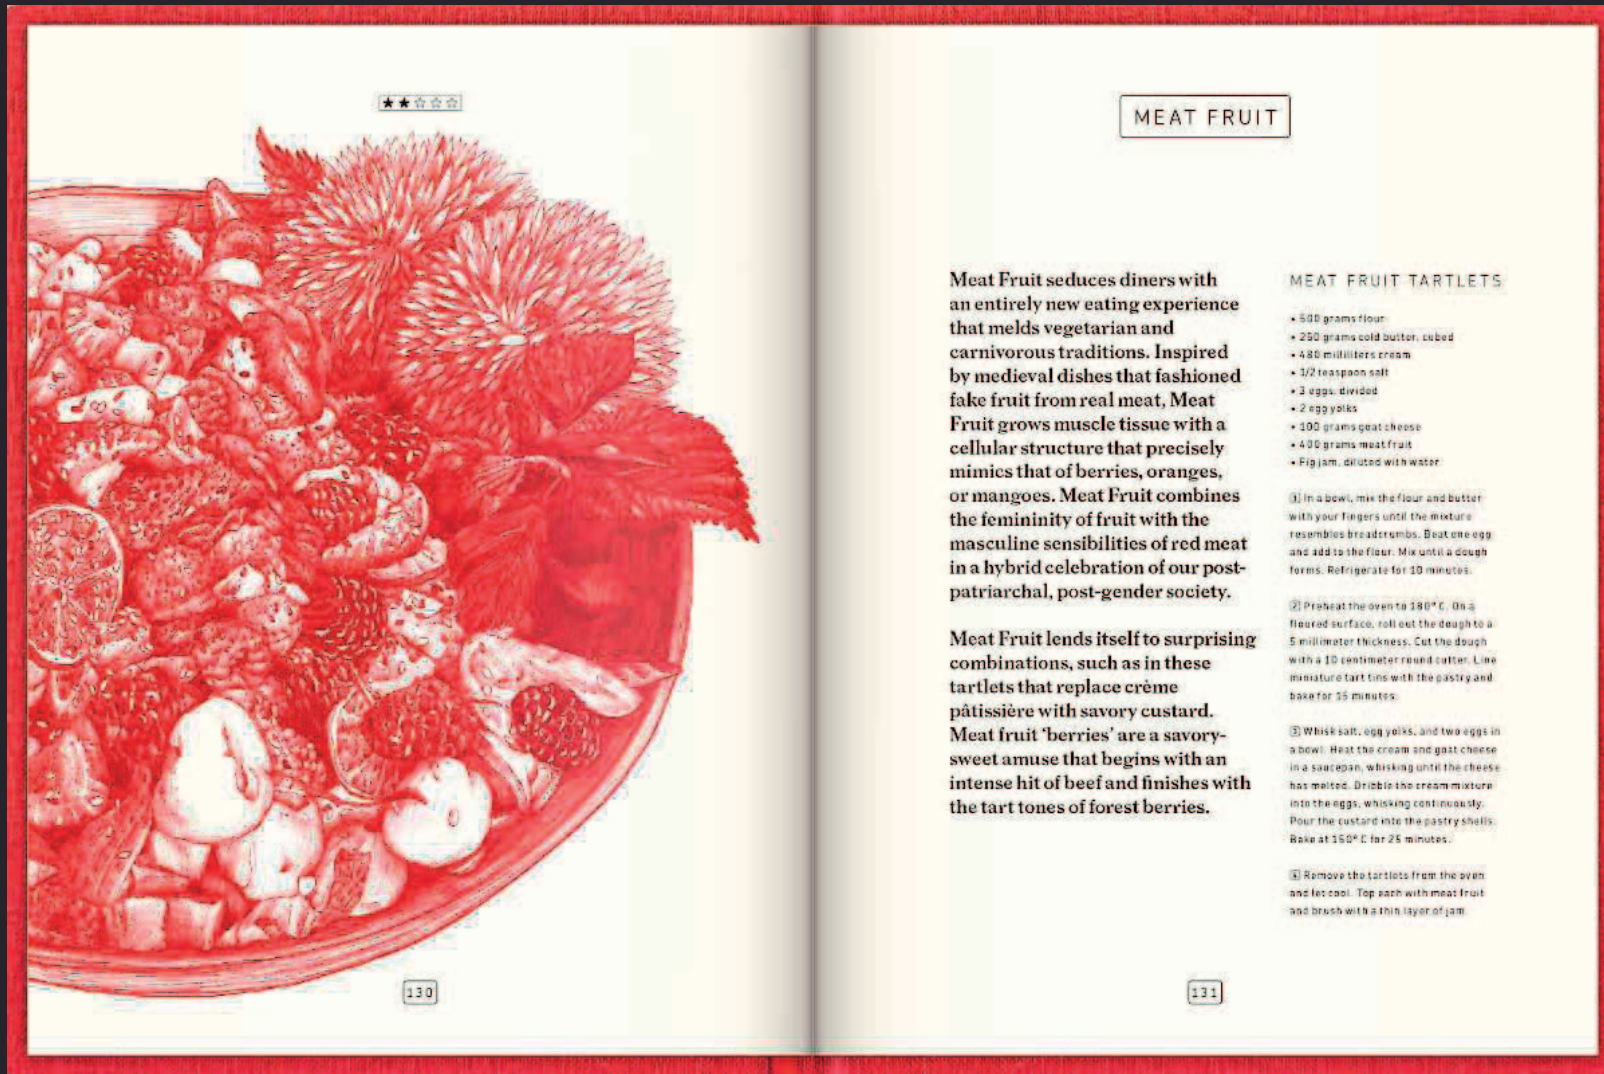 ★★☆☆☆
130
MEAT FRUIT
Meat Fruit seduces diners with
an entirely new eating experience
that melds vegetarian and
carnivorous traditions. Inspired
by medieval dishes that fashioned
fake fruit from real meat, Meat
Fruit grows muscle tissue with a
cellular structure that precisely
mimics that of berries, oranges,
or mangoes. Meat Fruit combines
the femininity of fruit with the
masculine sensibilities of red meat
in a hybrid celebration of our post-
patriarchal, post-gender society.
Meat Fruit lends itself to surprising
combinations, such as in these
tartlets that replace crème
pâtissière with savory custard.
Meat fruit ‘berries’ are a savory-
sweet amuse that begins with an
intense hit of beef and finishes with
the tart tones of forest berries.
MEAT FRUIT TARTLETS
• 500 grams flour
• 250 grams cold butter, cubed
• 480 milliliters cream
• 1/2 teaspoon salt
• 3 eggs, divided
• 2 egg yolks
• 100 grams goat cheese
• 400 grams meat fruit
• Fig jam, diluted with water
1 In a bowl, mix the flour and butter
with your fingers until the mixture
resembles breadcrumbs. Beat one egg
and add to the flour. Mix until a dough
forms. Refrigerate for 10 minutes.
2 Preheat the oven to 180° C. On a
floured surface, roll out the dough to a
5 millimeter thickness. Cut the dough
with a 10 centimeter round cutter. Line
miniature tart tins with the pastry and
bake for 15 minutes.
3 Whisk salt, egg yolks, and two eggs in
a bowl. Heat the cream and goat cheese
in a saucepan, whisking until the cheese
has melted. Dribble the cream mixture
into the eggs, whisking continuously.
Pour the custard into the pastry shells.
Bake at 150° C for 25 minutes.
4 Remove the tartlets from the oven
and let cool. Top each with meat fruit
and brush with a thin layer of jam.
131